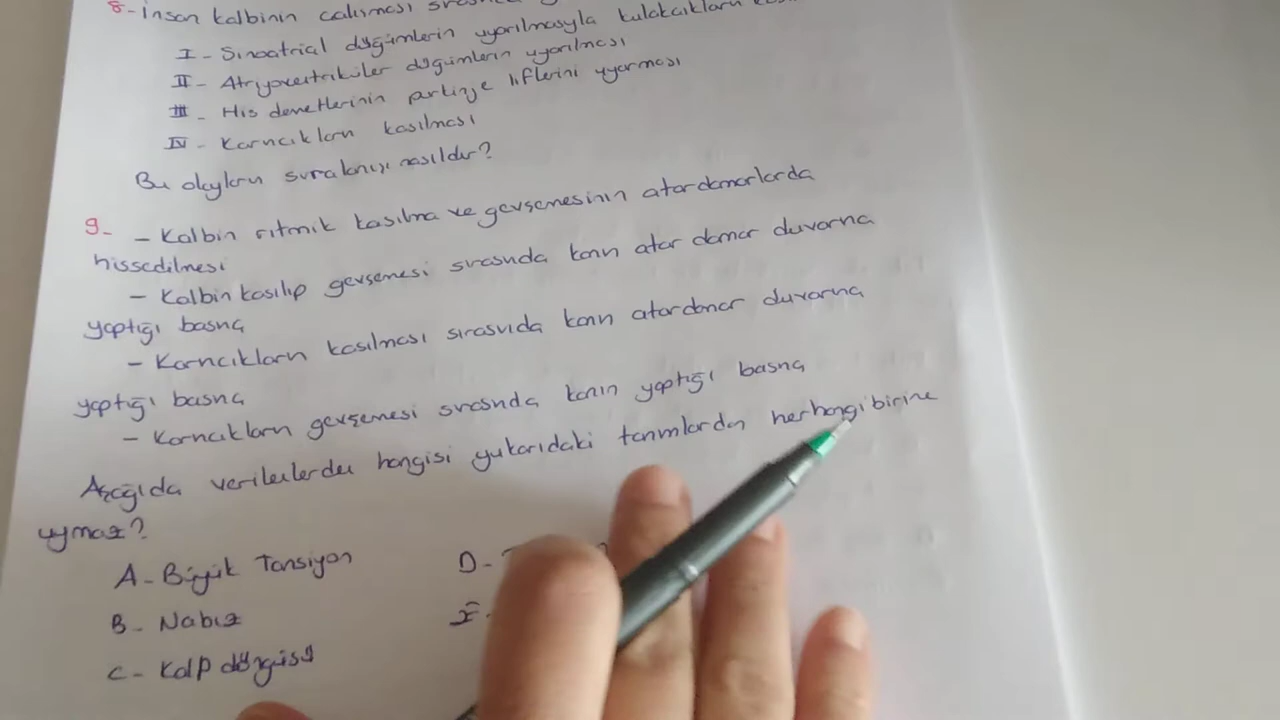 8- İnsan kalbinin çalışması
I - Sinoatrial düğümlerin uyarılmasıyla kulakçıkların
II - Atriyoventriküler düğümlerin uyarılması
III - His demetlerinin purkinje liflerini uyarması
IV - Karıncıkların kasılması
Bu olayların sıralanışı nasıldır?
9- - Kalbin ritmik kasılma ve gevşemesinin atardamarlarda
hissedilmesi
- Kalbin kasılıp gevşemesi sırasında kanın atar damar duvarına
yaptığı basınç
- Karıncıkların kasılması sırasında kanın atardamar duvarına
yaptığı basınç
- Karıncıkların gevşemesi sırasında kanın yaptığı basınç
Aşağıda verilenlerden hangisi yukarıdaki tanımlardan herhangi birine
uymaz?
A- Büyük Tansiyon D-
B- Nabız E-
C- Kalp döngüsü